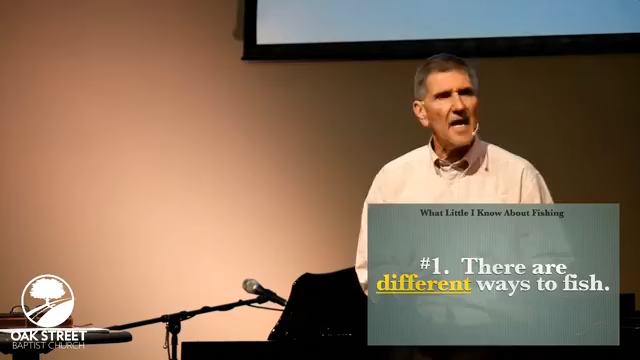 What Little I Know About Fishing
#1. There are
different ways to fish.
OAK STREET
BAPTIST CHURCH